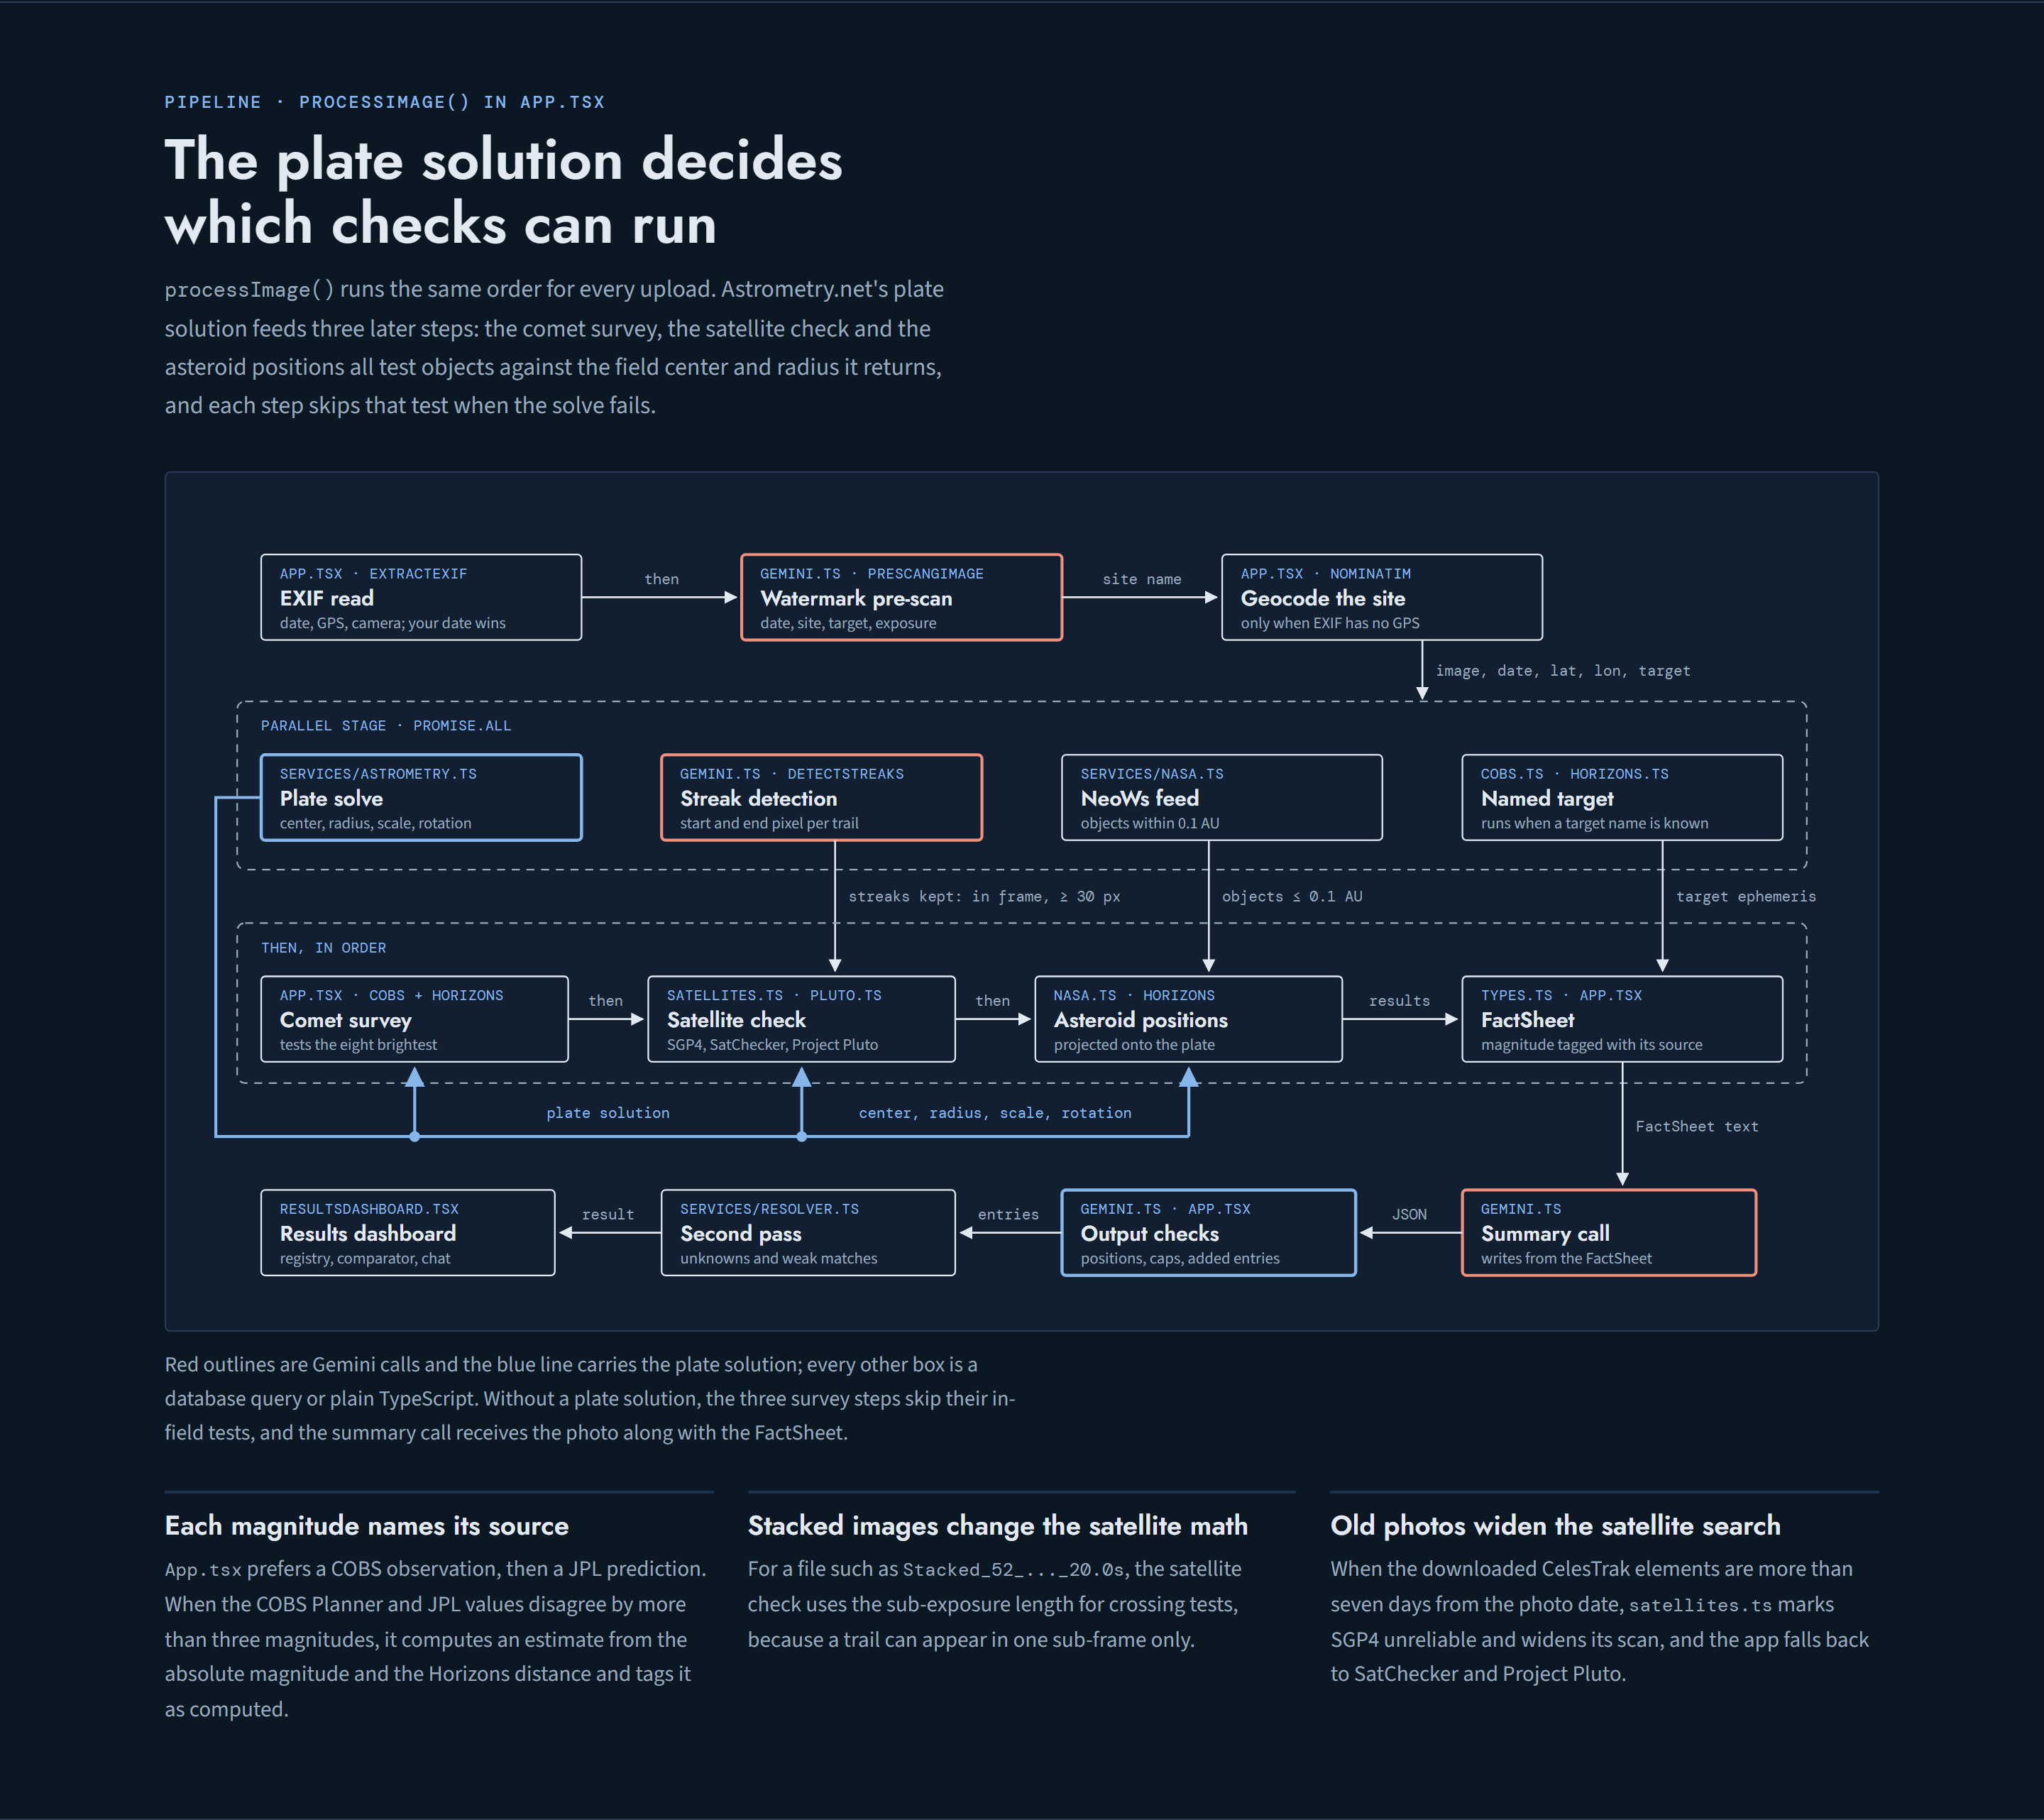 PIPELINE · PROCESSIMAGE() IN APP.TSX
The plate solution decides
which checks can run
processImage() runs the same order for every upload. Astrometry.net's plate
solution feeds three later steps: the comet survey, the satellite check and the
asteroid positions all test objects against the field center and radius it returns,
and each step skips that test when the solve fails.
APP.TSX · EXTRACTEXIF
EXIF read
date, GPS, camera; your date wins
then
GEMINI.TS · PRESCANIMAGE
Watermark pre-scan
date, site, target, exposure
site name
APP.TSX · NOMINATIM
Geocode the site
only when EXIF has no GPS
image, date, lat, lon, target
PARALLEL STAGE · PROMISE.ALL
SERVICES/ASTROMETRY.TS
Plate solve
center, radius, scale, rotation
GEMINI.TS · DETECTSTREAKS
Streak detection
start and end pixel per trail
SERVICES/NASA.TS
NeoWs feed
objects within 0.1 AU
COBS.TS · HORIZONS.TS
Named target
runs when a target name is known
streaks kept: in frame, ≥ 30 px
objects ≤ 0.1 AU
target ephemeris
THEN, IN ORDER
APP.TSX · COBS + HORIZONS
Comet survey
tests the eight brightest
then
SATELLITES.TS · PLUTO.TS
Satellite check
SGP4, SatChecker, Project Pluto
then
NASA.TS · HORIZONS
Asteroid positions
projected onto the plate
results
TYPES.TS · APP.TSX
FactSheet
magnitude tagged with its source
plate solution
center, radius, scale, rotation
FactSheet text
RESULTSDASHBOARD.TSX
Results dashboard
registry, comparator, chat
result
SERVICES/RESOLVER.TS
Second pass
unknowns and weak matches
entries
GEMINI.TS · APP.TSX
Output checks
positions, caps, added entries
JSON
GEMINI.TS
Summary call
writes from the FactSheet
Red outlines are Gemini calls and the blue line carries the plate solution; every other box is a
database query or plain TypeScript. Without a plate solution, the three survey steps skip their in-
field tests, and the summary call receives the photo along with the FactSheet.
Each magnitude names its source
App.tsx prefers a COBS observation, then a JPL prediction.
When the COBS Planner and JPL values disagree by more
than three magnitudes, it computes an estimate from the
absolute magnitude and the Horizons distance and tags it
as computed.
Stacked images change the satellite math
For a file such as Stacked_52_..._20.0s, the satellite
check uses the sub-exposure length for crossing tests,
because a trail can appear in one sub-frame only.
Old photos widen the satellite search
When the downloaded CelesTrak elements are more than
seven days from the photo date, satellites.ts marks
SGP4 unreliable and widens its scan, and the app falls back
to SatChecker and Project Pluto.